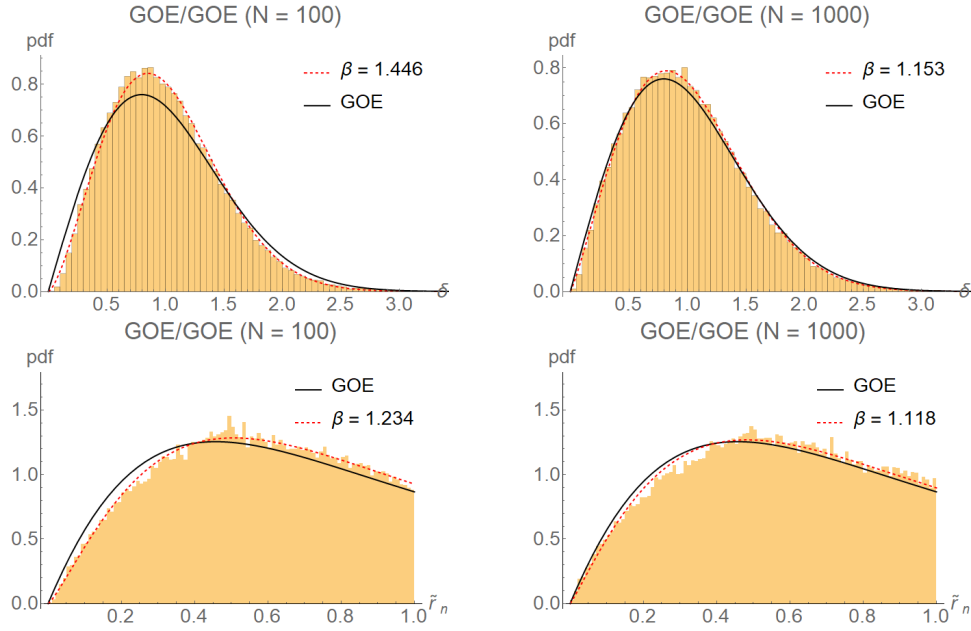 GOE/GOE (N = 100)
pdf
0.8
0.6
0.4
0.2
0.0
β = 1.446
GOE
0.5 1.0 1.5 2.0 2.5 3.0 δ
GOE/GOE (N = 1000)
pdf
0.8
0.6
0.4
0.2
0.0
β = 1.153
GOE
0.5 1.0 1.5 2.0 2.5 3.0 δ
GOE/GOE (N = 100)
pdf
1.5
1.0
0.5
0.0
GOE
β = 1.234
0.2 0.4 0.6 0.8 1.0 r̃ n
GOE/GOE (N = 1000)
pdf
1.5
1.0
0.5
0.0
GOE
β = 1.118
0.2 0.4 0.6 0.8 1.0 r̃ n